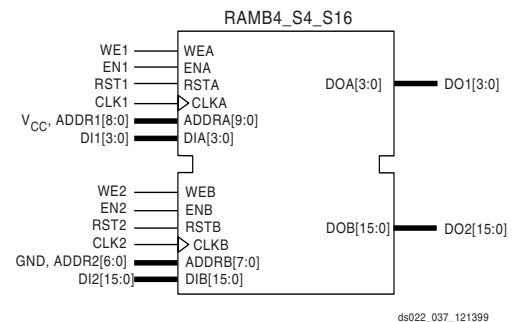 RAMB4_S4_S16
WE1 WEA
EN1 ENA
RST1 RSTA DOA[3:0] DO1[3:0]
CLK1 CLKA
VCC, ADDR1[8:0] ADDRA[9:0]
DI1[3:0] DIA[3:0]
WE2 WEB
EN2 ENB
RST2 RSTB DOB[15:0] DO2[15:0]
CLK2 CLKB
GND, ADDR2[6:0] ADDRB[7:0]
DI2[15:0] DIB[15:0]
ds022_037_121399